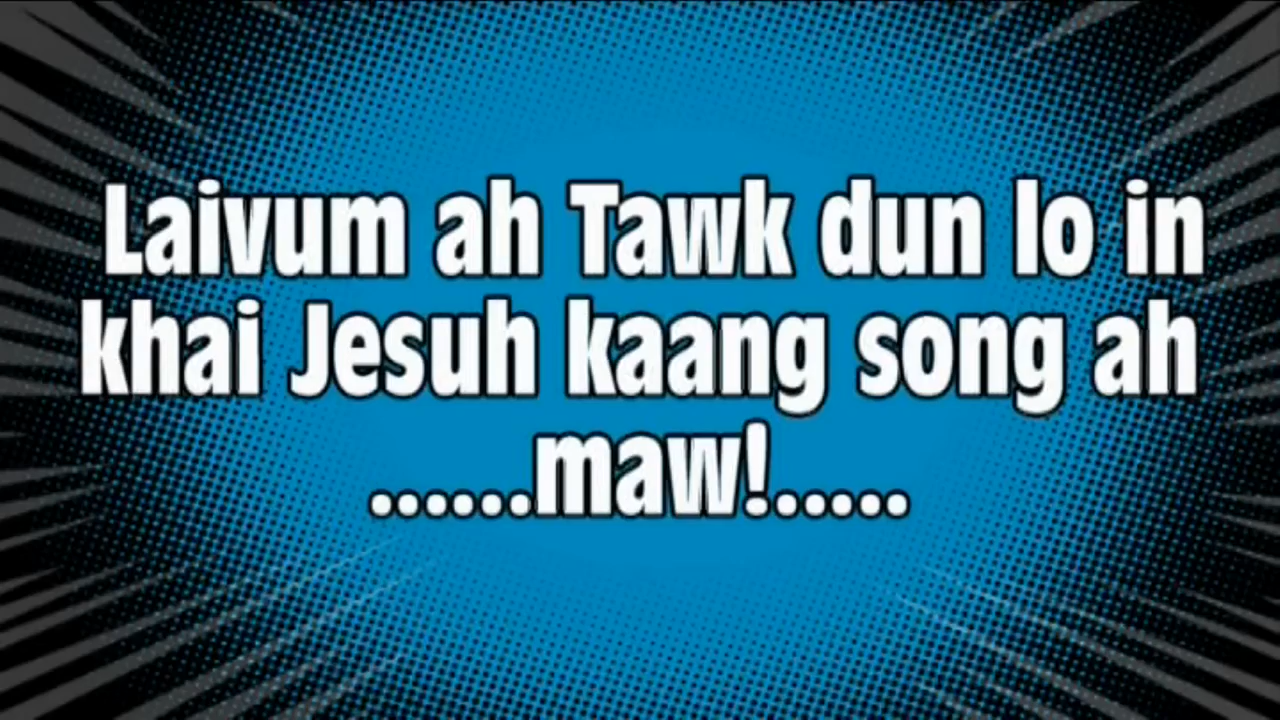 Laivum ah Tawk dun lo in
khai Jesuh kaang song ah
......maw!.....